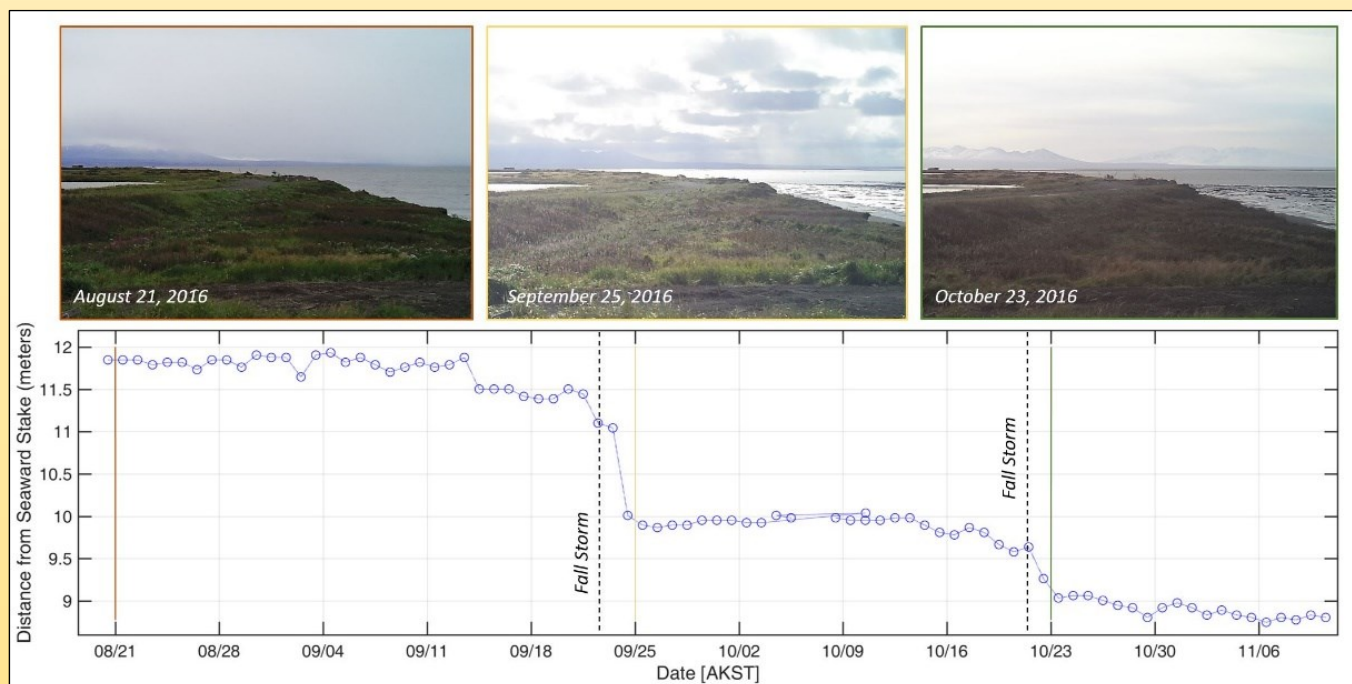 August 21, 2016
September 25, 2016
October 23, 2016
Distance from Seaward Stake (meters)
12
11.5
11
10.5
10
9.5
9
Fall Storm
Fall Storm
08/21 08/28 09/04 09/11 09/18 09/25 10/02 10/09 10/16 10/23 10/30 11/06
Date [AKST]